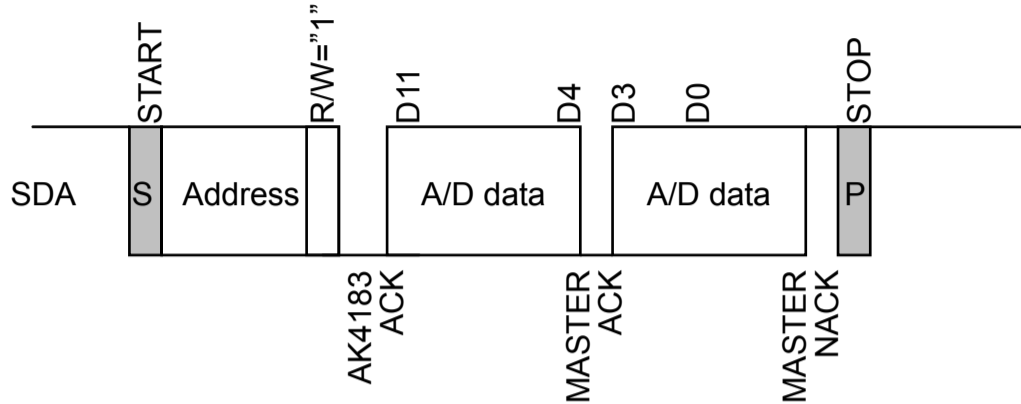 START
R/W=”1”
D11
D4
D3
D0
STOP
SDA
S
Address
A/D data
A/D data
P
AK4183
ACK
MASTER
ACK
MASTER
NACK